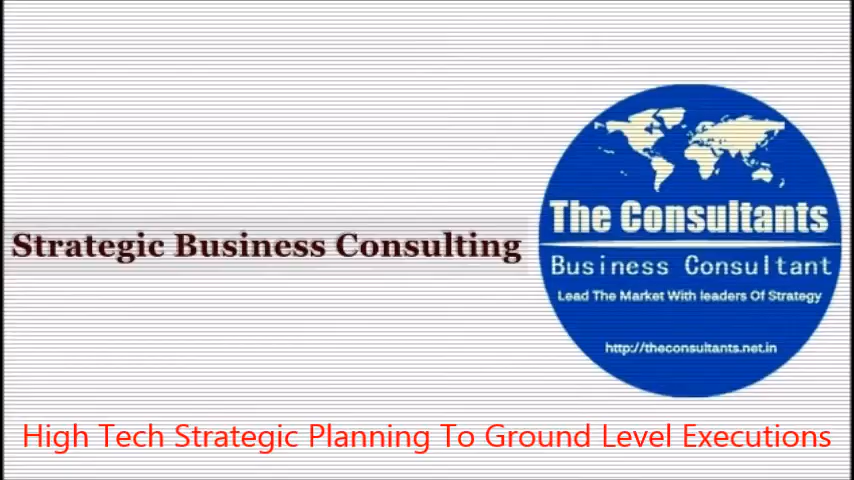 Strategic Business Consulting
The Consultants
Business Consultant
Lead The Market With leaders Of Strategy
http://theconsultants.net.in
High Tech Strategic Planning To Ground Level Executions